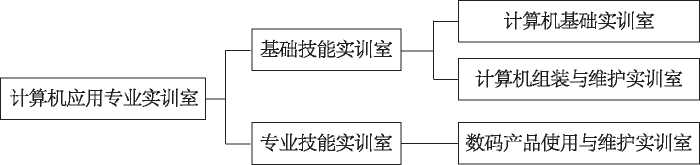 计算机应用专业实训室
基础技能实训室
计算机基础实训室
计算机组装与维护实训室
专业技能实训室
数码产品使用与维护实训室